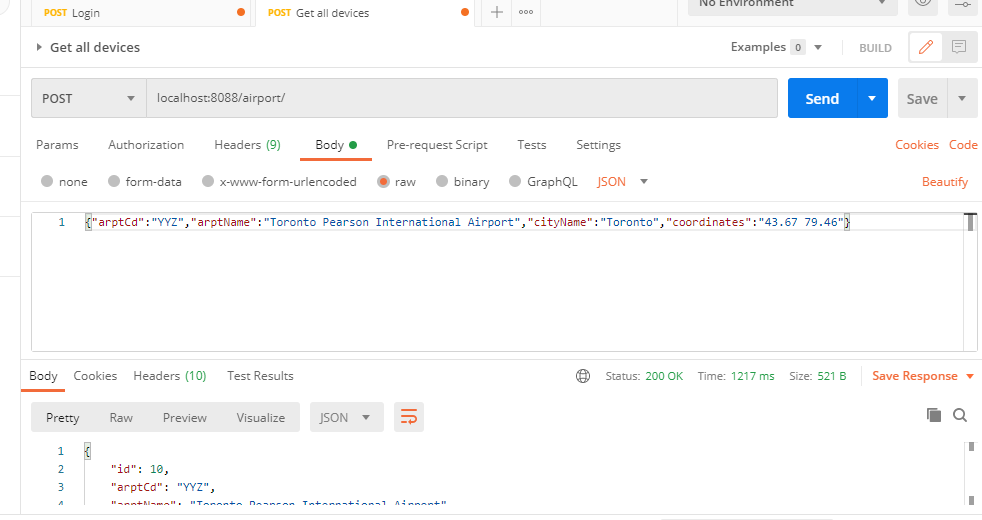 POST Login POST Get all devices
No Environment
Get all devices Examples 0 BUILD
POST localhost:8088/airport/ Send Save
Params Authorization Headers (9) Body Pre-request Script Tests Settings Cookies Code
none form-data x-www-form-urlencoded raw binary GraphQL JSON Beautify
1 {"arptCd":"YYZ","arptName":"Toronto Pearson International Airport","cityName":"Toronto","coordinates":"43.67 79.46"}
Body Cookies Headers (10) Test Results Status: 200 OK Time: 1217 ms Size: 521 B Save Response
Pretty Raw Preview Visualize JSON
1 {
2 "id": 10,
3 "arptCd": "YYZ",
4 "arptName": "Toronto Pearson International Airport"